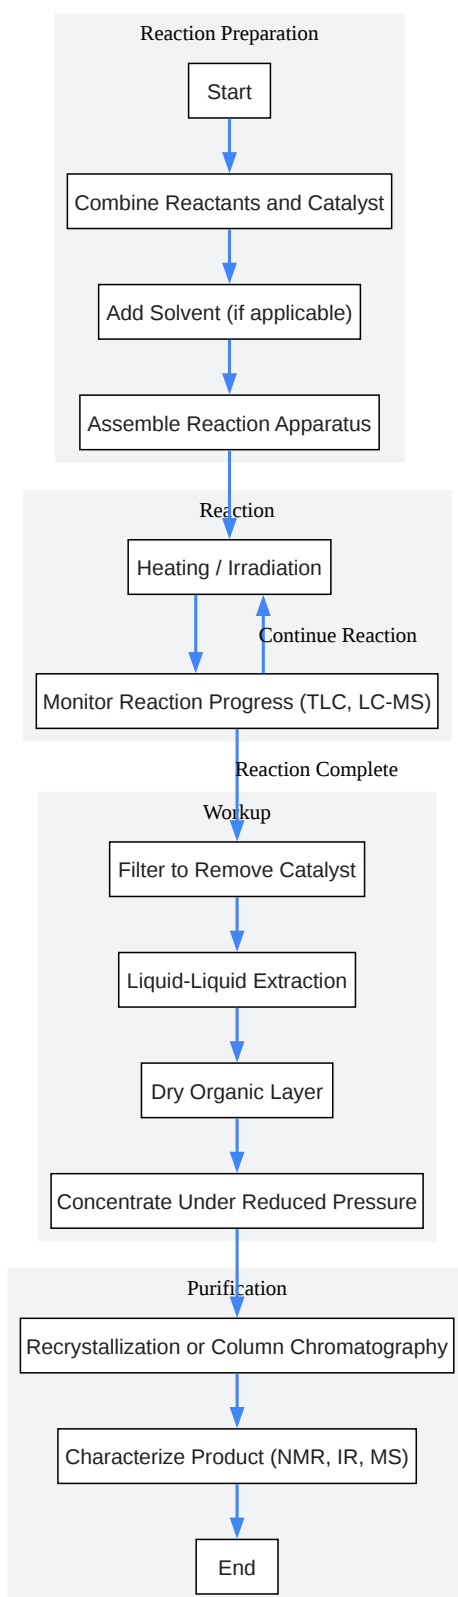 Reaction Preparation
Start
Combine Reactants and Catalyst
Add Solvent (if applicable)
Assemble Reaction Apparatus
Reaction
Heating / Irradiation
Continue Reaction
Monitor Reaction Progress (TLC, LC-MS)
Reaction Complete
Workup
Filter to Remove Catalyst
Liquid-Liquid Extraction
Dry Organic Layer
Concentrate Under Reduced Pressure
Purification
Recrystallization or Column Chromatography
Characterize Product (NMR, IR, MS)
End